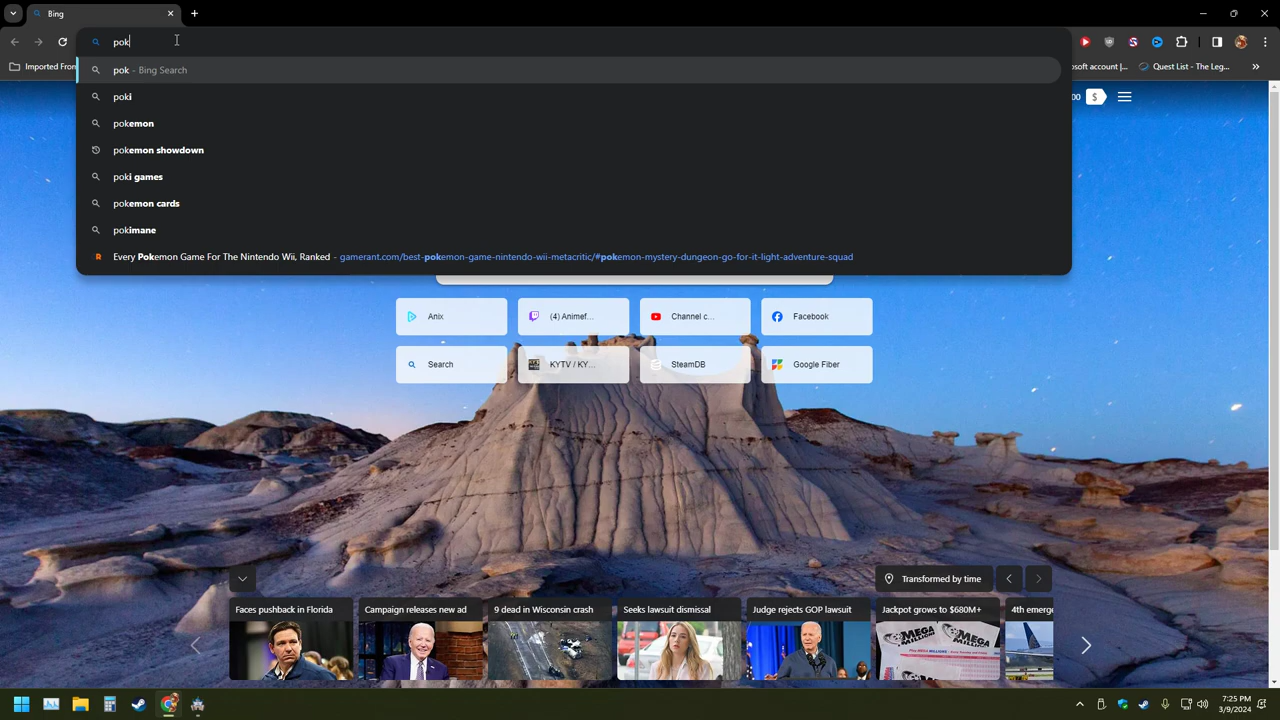 Bing
pok
Imported From
osoft account |...
Quest List - The Leg...
»
pok - Bing Search
poki
pokemon
pokemon showdown
poki games
pokemon cards
pokimane
Every Pokemon Game For The Nintendo Wii, Ranked - gamerant.com/best-pokemon-game-nintendo-wii-metacritic/#pokemon-mystery-dungeon-go-for-it-light-adventure-squad
00 $
Anix
(4) Animef...
Channel c...
Facebook
Search
KYTV / KY...
SteamDB
Google Fiber
Transformed by time
Faces pushback in Florida
Campaign releases new ad
9 dead in Wisconsin crash
Seeks lawsuit dismissal
Judge rejects GOP lawsuit
Jackpot grows to $680M+
4th emerge
7:25 PM
3/9/2024